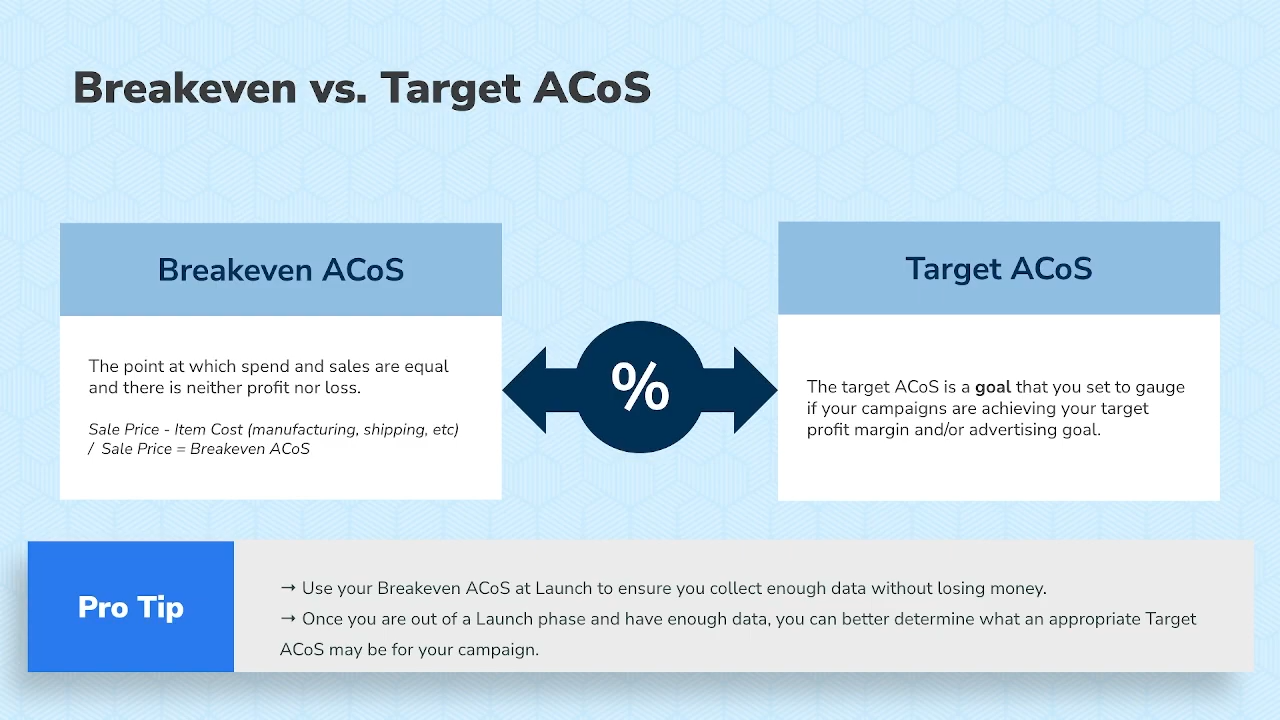 Breakeven vs. Target ACoS
Breakeven ACoS
The point at which spend and sales are equal
and there is neither profit nor loss.
Sale Price - Item Cost (manufacturing, shipping, etc)
/  Sale Price = Breakeven ACoS
%
Target ACoS
The target ACoS is a goal that you set to gauge
if your campaigns are achieving your target
profit margin and/or advertising goal.
Pro Tip
→ Use your Breakeven ACoS at Launch to ensure you collect enough data without losing money.
→ Once you are out of a Launch phase and have enough data, you can better determine what an appropriate Target
ACoS may be for your campaign.